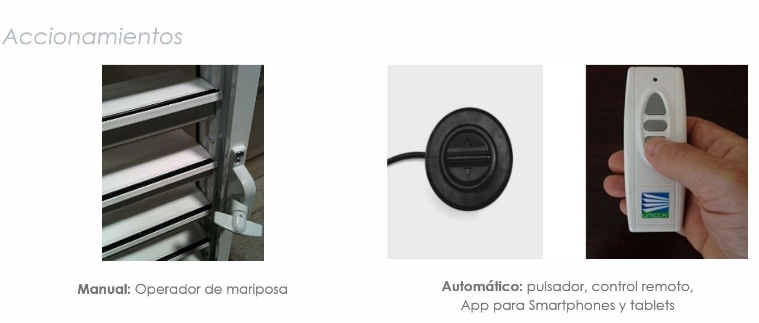 Accionamientos
Manual: Operador de mariposa
Automático: pulsador, control remoto,
App para Smartphones y tablets